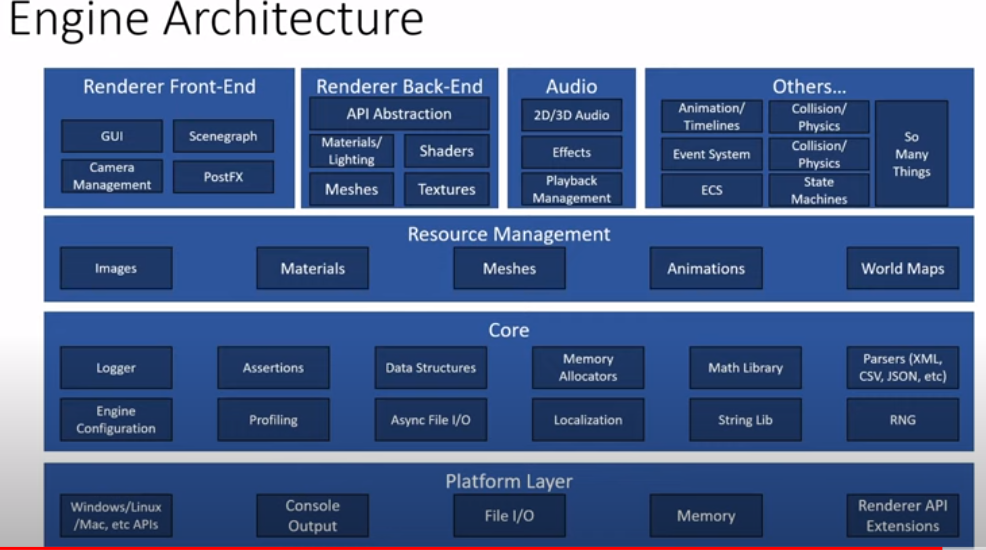 Engine Architecture
Renderer Front-End
GUI
Scenegraph
Camera
Management
PostFX
Renderer Back-End
API Abstraction
Materials/
Lighting
Shaders
Meshes
Textures
Audio
2D/3D Audio
Effects
Playback
Management
Others...
Animation/
Timelines
Collision/
Physics
Event System
Collision/
Physics
ECS
State
Machines
So
Many
Things
Resource Management
Images
Materials
Meshes
Animations
World Maps
Core
Logger
Assertions
Data Structures
Memory
Allocators
Math Library
Parsers (XML,
CSV, JSON, etc)
Engine
Configuration
Profiling
Async File I/O
Localization
String Lib
RNG
Platform Layer
Windows/Linux
/Mac, etc APIs
Console
Output
File I/O
Memory
Renderer API
Extensions